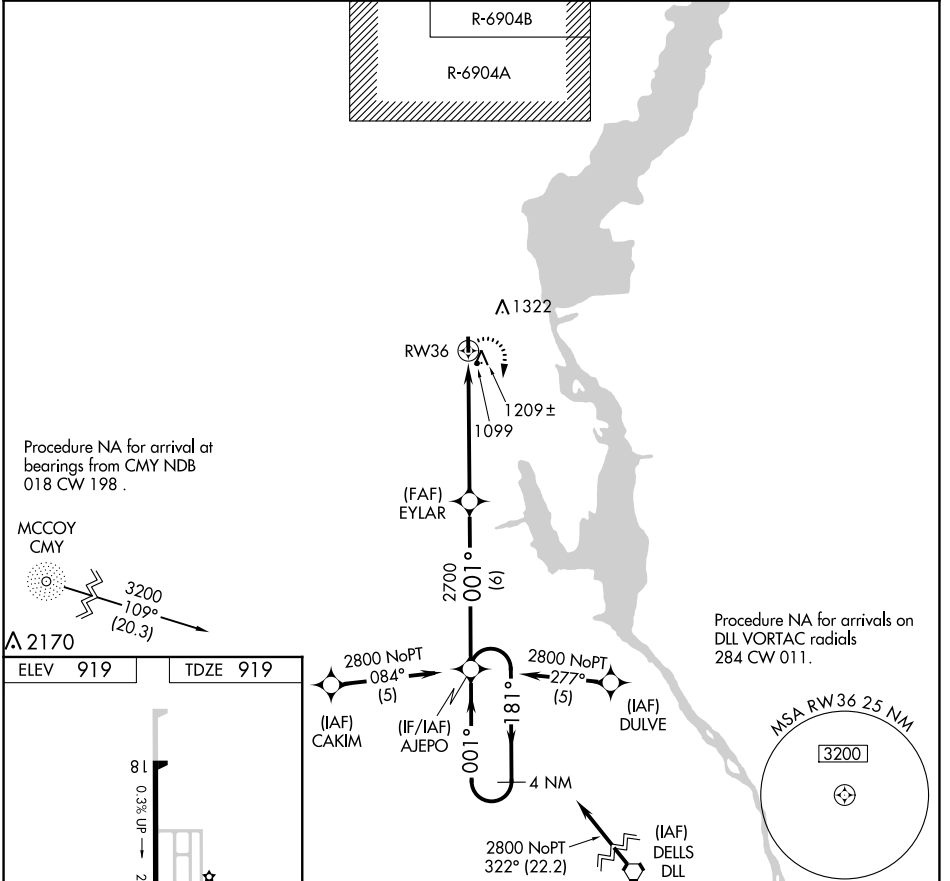 R-6904B
R-6904A
1322
RW36
1209±
1099
Procedure NA for arrival at
bearings from CMY NDB
018 CW 198 .
(FAF)
EYLAR
MCCOY
CMY
3200
109°
(20.3)
2700
001°
(6)
2170
Procedure NA for arrivals on
DLL VORTAC radials
284 CW 011.
ELEV 919
TDZE 919
2800 NoPT
084°
(5)
2800 NoPT
277°
(5)
(IAF)
CAKIM
(IF/IAF)
AJEPO
001°
181°
(IAF)
DULVE
MSA RW36 25 NM
3200
4 NM
18
0.3% UP
2
2800 NoPT
322° (22.2)
(IAF)
DELLS
DLL